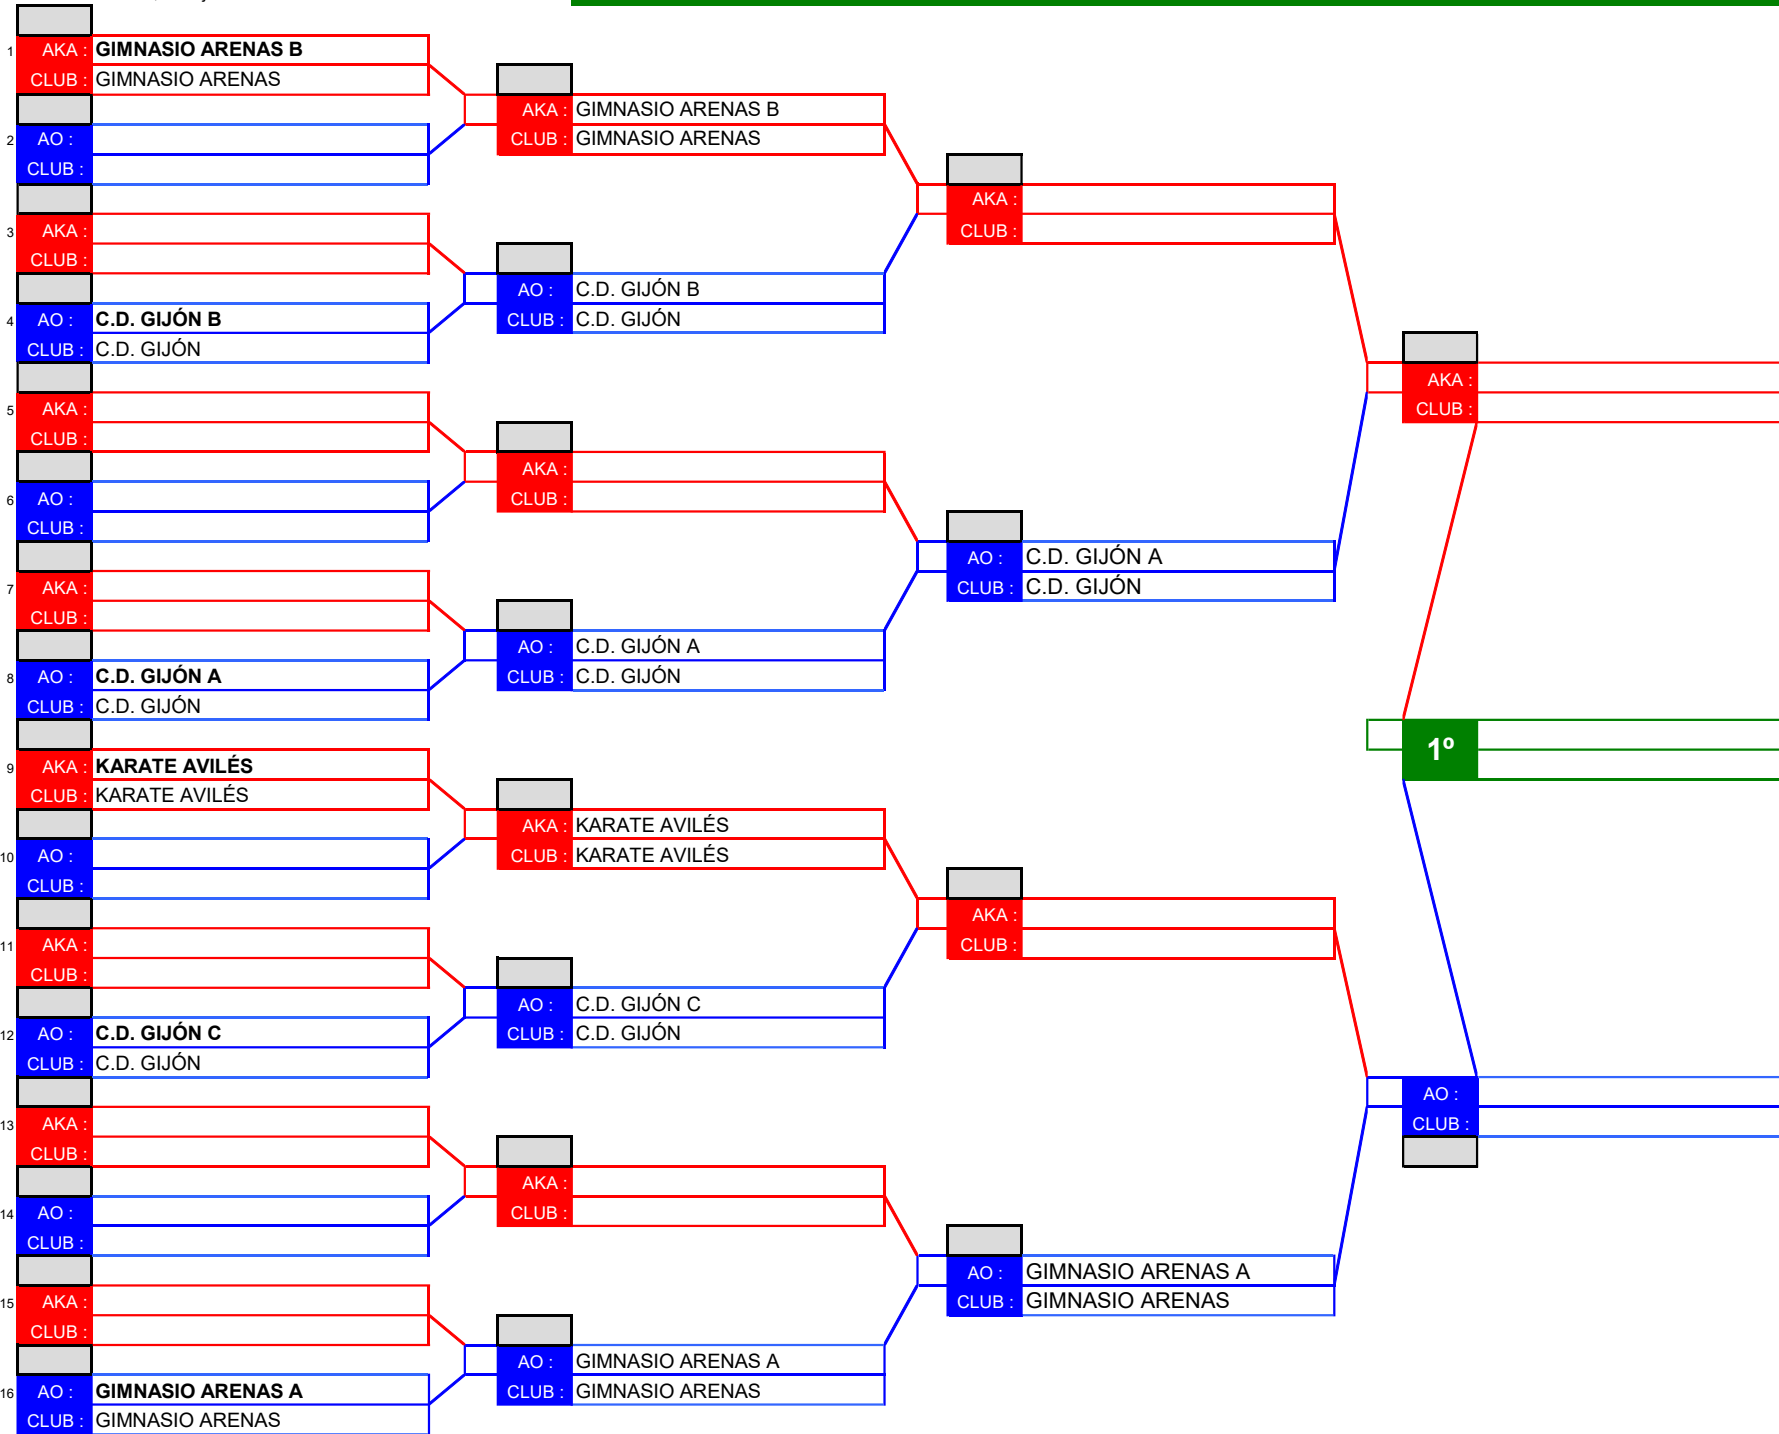 1 AKA : GIMNASIO ARENAS B
CLUB : GIMNASIO ARENAS
2 AO :
CLUB :
3 AKA :
CLUB :
4 AO : C.D. GIJÓN B
CLUB : C.D. GIJÓN
5 AKA :
CLUB :
6 AO :
CLUB :
7 AKA :
CLUB :
8 AO : C.D. GIJÓN A
CLUB : C.D. GIJÓN
9 AKA : KARATE AVILÉS
CLUB : KARATE AVILÉS
10 AO :
CLUB :
11 AKA :
CLUB :
12 AO : C.D. GIJÓN C
CLUB : C.D. GIJÓN
13 AKA :
CLUB :
14 AO :
CLUB :
15 AKA :
CLUB :
16 AO : GIMNASIO ARENAS A
CLUB : GIMNASIO ARENAS
AKA : GIMNASIO ARENAS B
CLUB : GIMNASIO ARENAS
AO : C.D. GIJÓN B
CLUB : C.D. GIJÓN
AKA :
CLUB :
AO : C.D. GIJÓN A
CLUB : C.D. GIJÓN
AKA : KARATE AVILÉS
CLUB : KARATE AVILÉS
AO : C.D. GIJÓN C
CLUB : C.D. GIJÓN
AKA :
CLUB :
AO : GIMNASIO ARENAS A
CLUB : GIMNASIO ARENAS
AKA :
CLUB :
AO : C.D. GIJÓN A
CLUB : C.D. GIJÓN
AKA :
CLUB :
AO : GIMNASIO ARENAS A
CLUB : GIMNASIO ARENAS
AKA :
CLUB :
1º
AO :
CLUB :